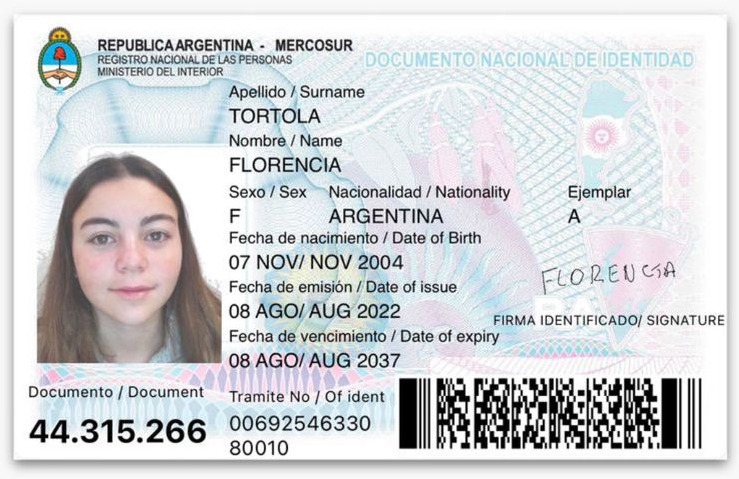 REPUBLICA ARGENTINA - MERCOSUR
REGISTRO NACIONAL DE LAS PERSONAS
MINISTERIO DEL INTERIOR
DOCUMENTO NACIONAL DE IDENTIDAD
Apellido / Surname
TORTOLA
Nombre / Name
FLORENCIA
Sexo / Sex Nacionalidad / Nationality Ejemplar
F ARGENTINA A
Fecha de nacimiento / Date of Birth
07 NOV/ NOV 2004
Fecha de emisión / Date of issue
08 AGO/ AUG 2022
FLORENCIA
FIRMA IDENTIFICADO/ SIGNATURE
Fecha de vencimiento / Date of expiry
08 AGO/ AUG 2037
Documento / Document
44.315.266
Tramite No / Of ident
00692546330
80010